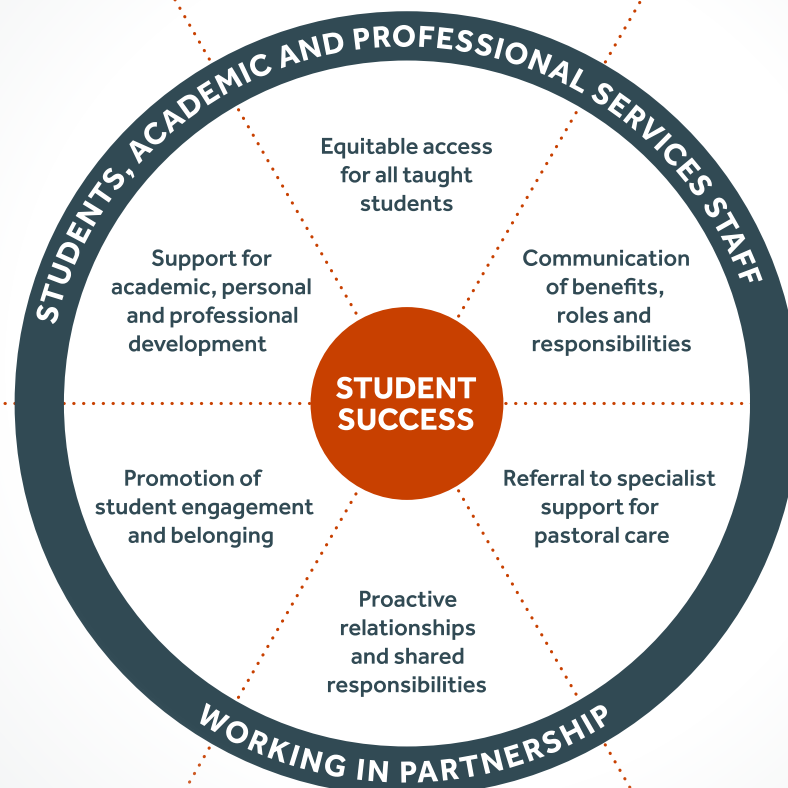 STUDENTS, ACADEMIC AND PROFESSIONAL SERVICES STAFF
Equitable access
for all taught
students
Communication
of benefits,
roles and
responsibilities
Referral to specialist
support for
pastoral care
Proactive
relationships
and shared
responsibilities
Promotion of
student engagement
and belonging
Support for
academic, personal
and professional
development
STUDENT
SUCCESS
WORKING IN PARTNERSHIP